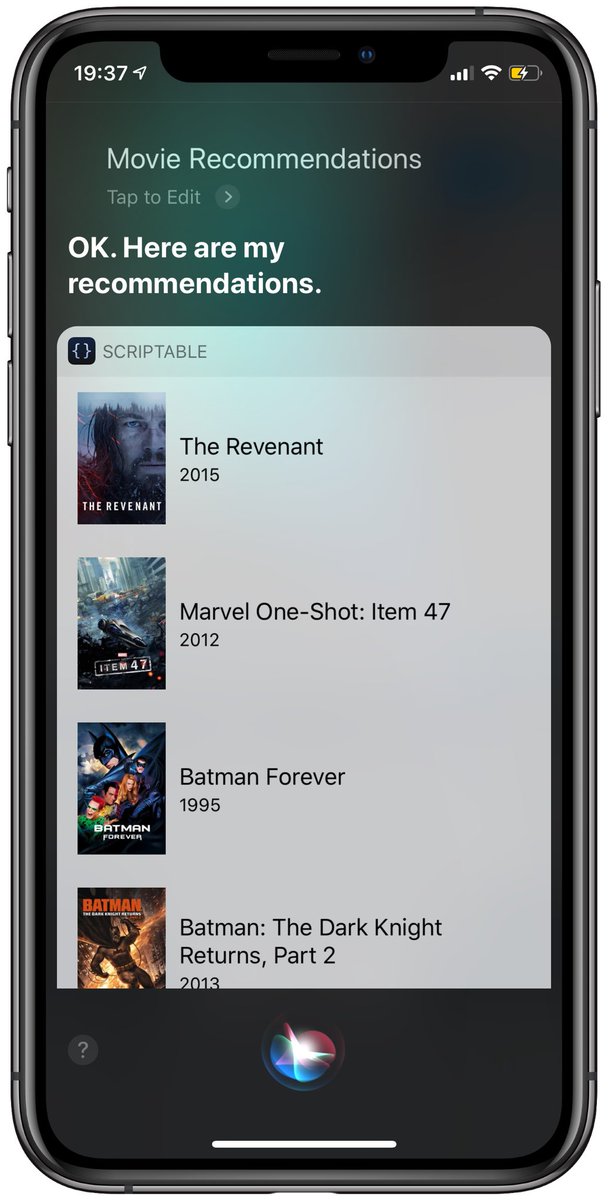 19:37
Movie Recommendations
Tap to Edit
OK. Here are my
recommendations.
{} SCRIPTABLE
THE REVENANT
The Revenant
2015
MARVEL
ITEM 47
Marvel One-Shot: Item 47
2012
BATMAN
FOREVER
Batman Forever
1995
BATMAN
THE DARK KNIGHT RETURNS
Batman: The Dark Knight
Returns, Part 2
2013
?